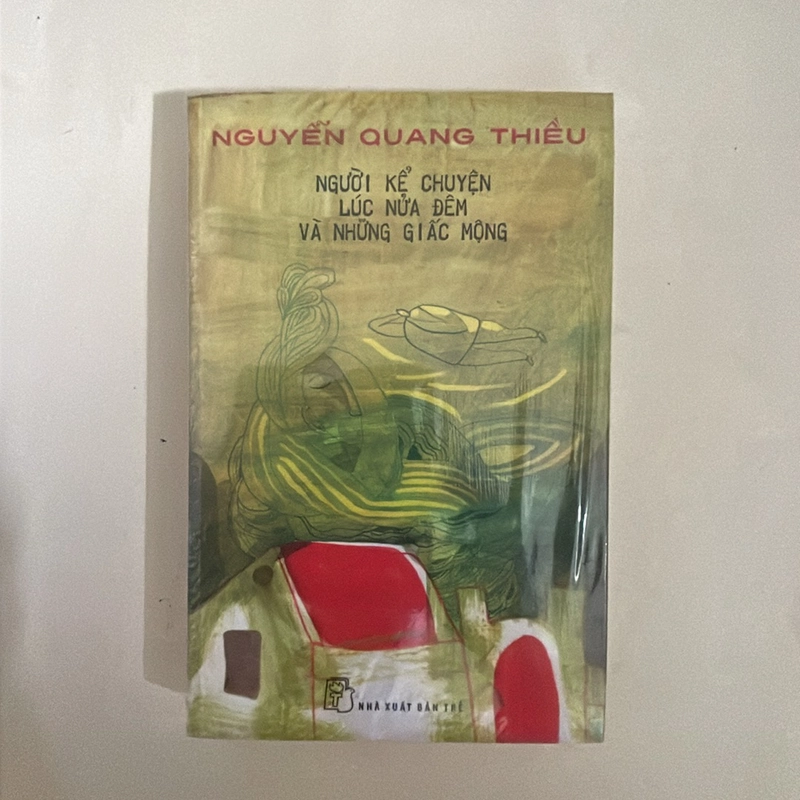 NGUYỄN QUANG THIỀU
NGƯỜI KỂ CHUYỆN
LÚC NỬA ĐÊM
VÀ NHỮNG GIẤC MỘNG
NHÀ XUẤT BẢN TRẺ